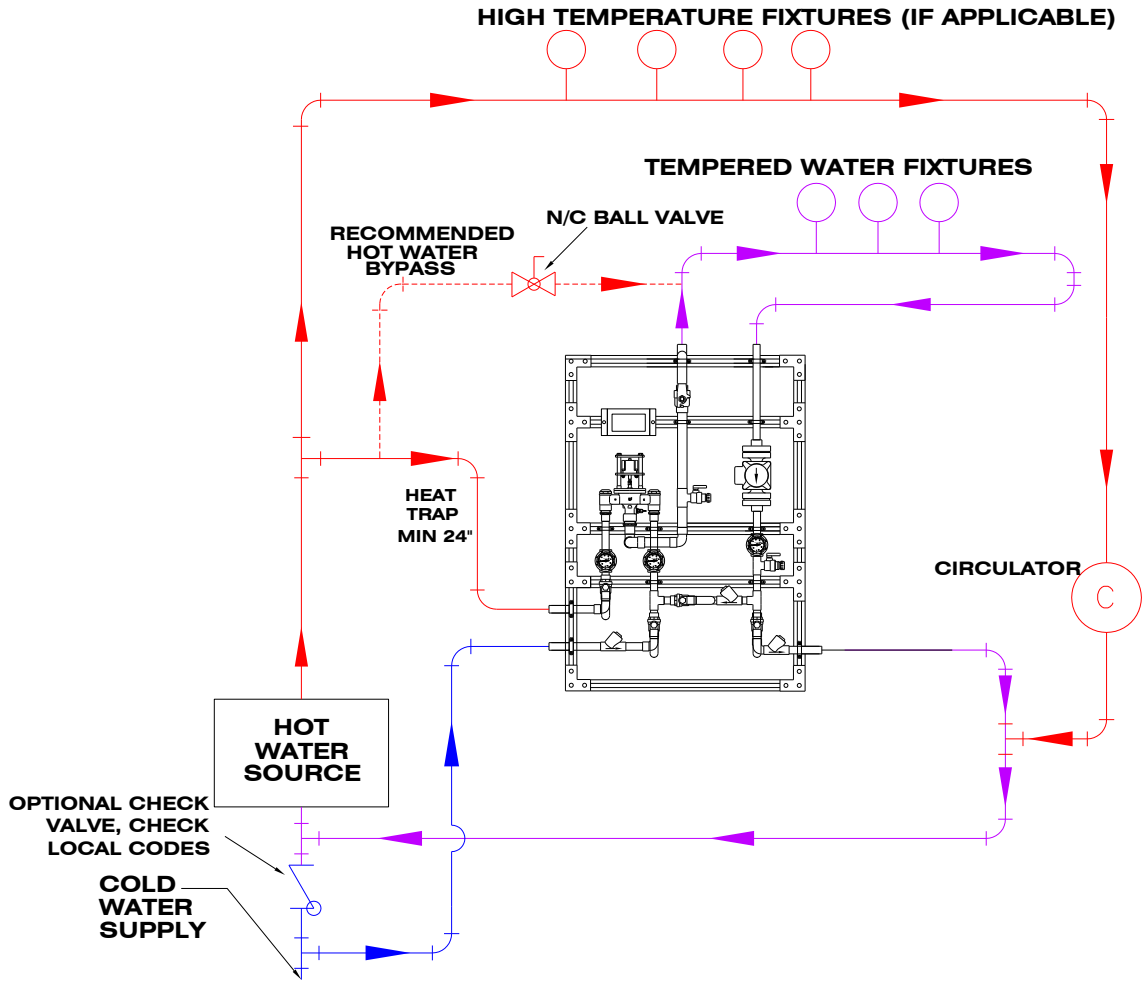 HIGH TEMPERATURE FIXTURES (IF APPLICABLE)
TEMPERED WATER FIXTURES
N/C BALL VALVE
RECOMMENDED
HOT WATER
BYPASS
HEAT
TRAP
MIN 24"
CIRCULATOR
C
HOT
WATER
SOURCE
OPTIONAL CHECK
VALVE, CHECK
LOCAL CODES
COLD
WATER
SUPPLY